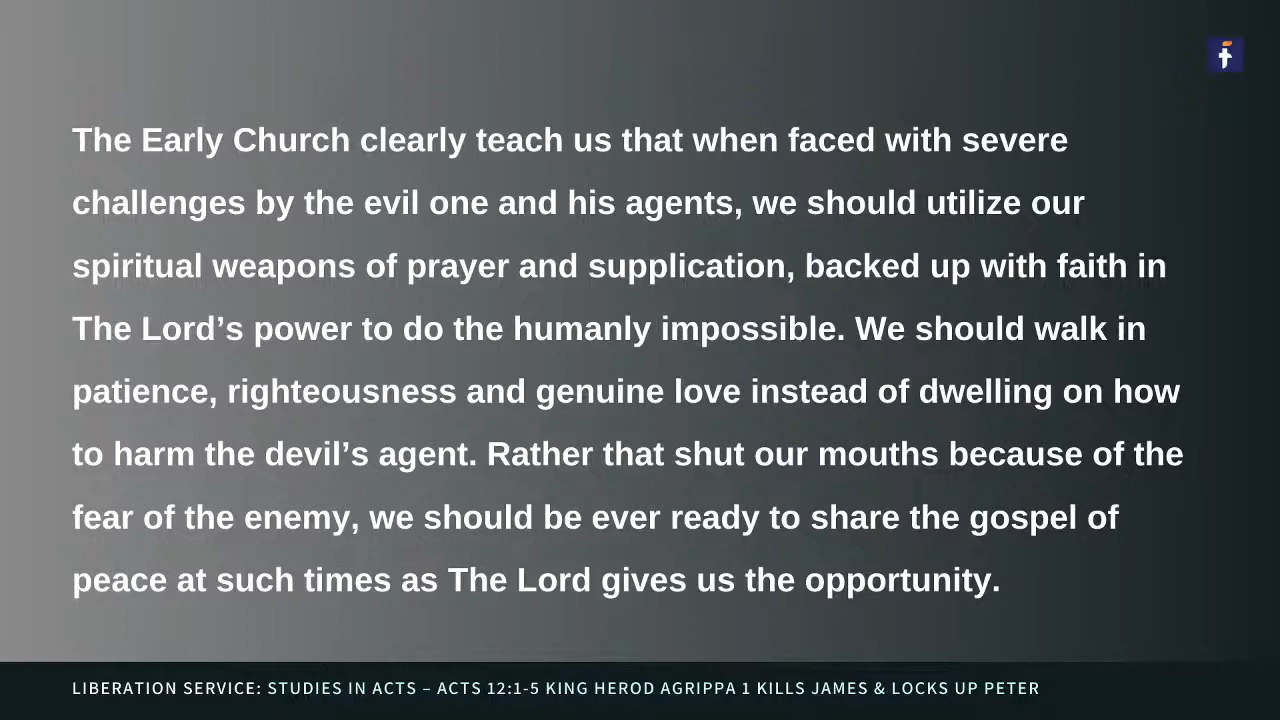 The Early Church clearly teach us that when faced with severe
challenges by the evil one and his agents, we should utilize our
spiritual weapons of prayer and supplication, backed up with faith in
The Lord’s power to do the humanly impossible. We should walk in
patience, righteousness and genuine love instead of dwelling on how
to harm the devil’s agent. Rather that shut our mouths because of the
fear of the enemy, we should be ever ready to share the gospel of
peace at such times as The Lord gives us the opportunity.
LIBERATION SERVICE: STUDIES IN ACTS – ACTS 12:1-5 KING HEROD AGRIPPA 1 KILLS JAMES & LOCKS UP PETER